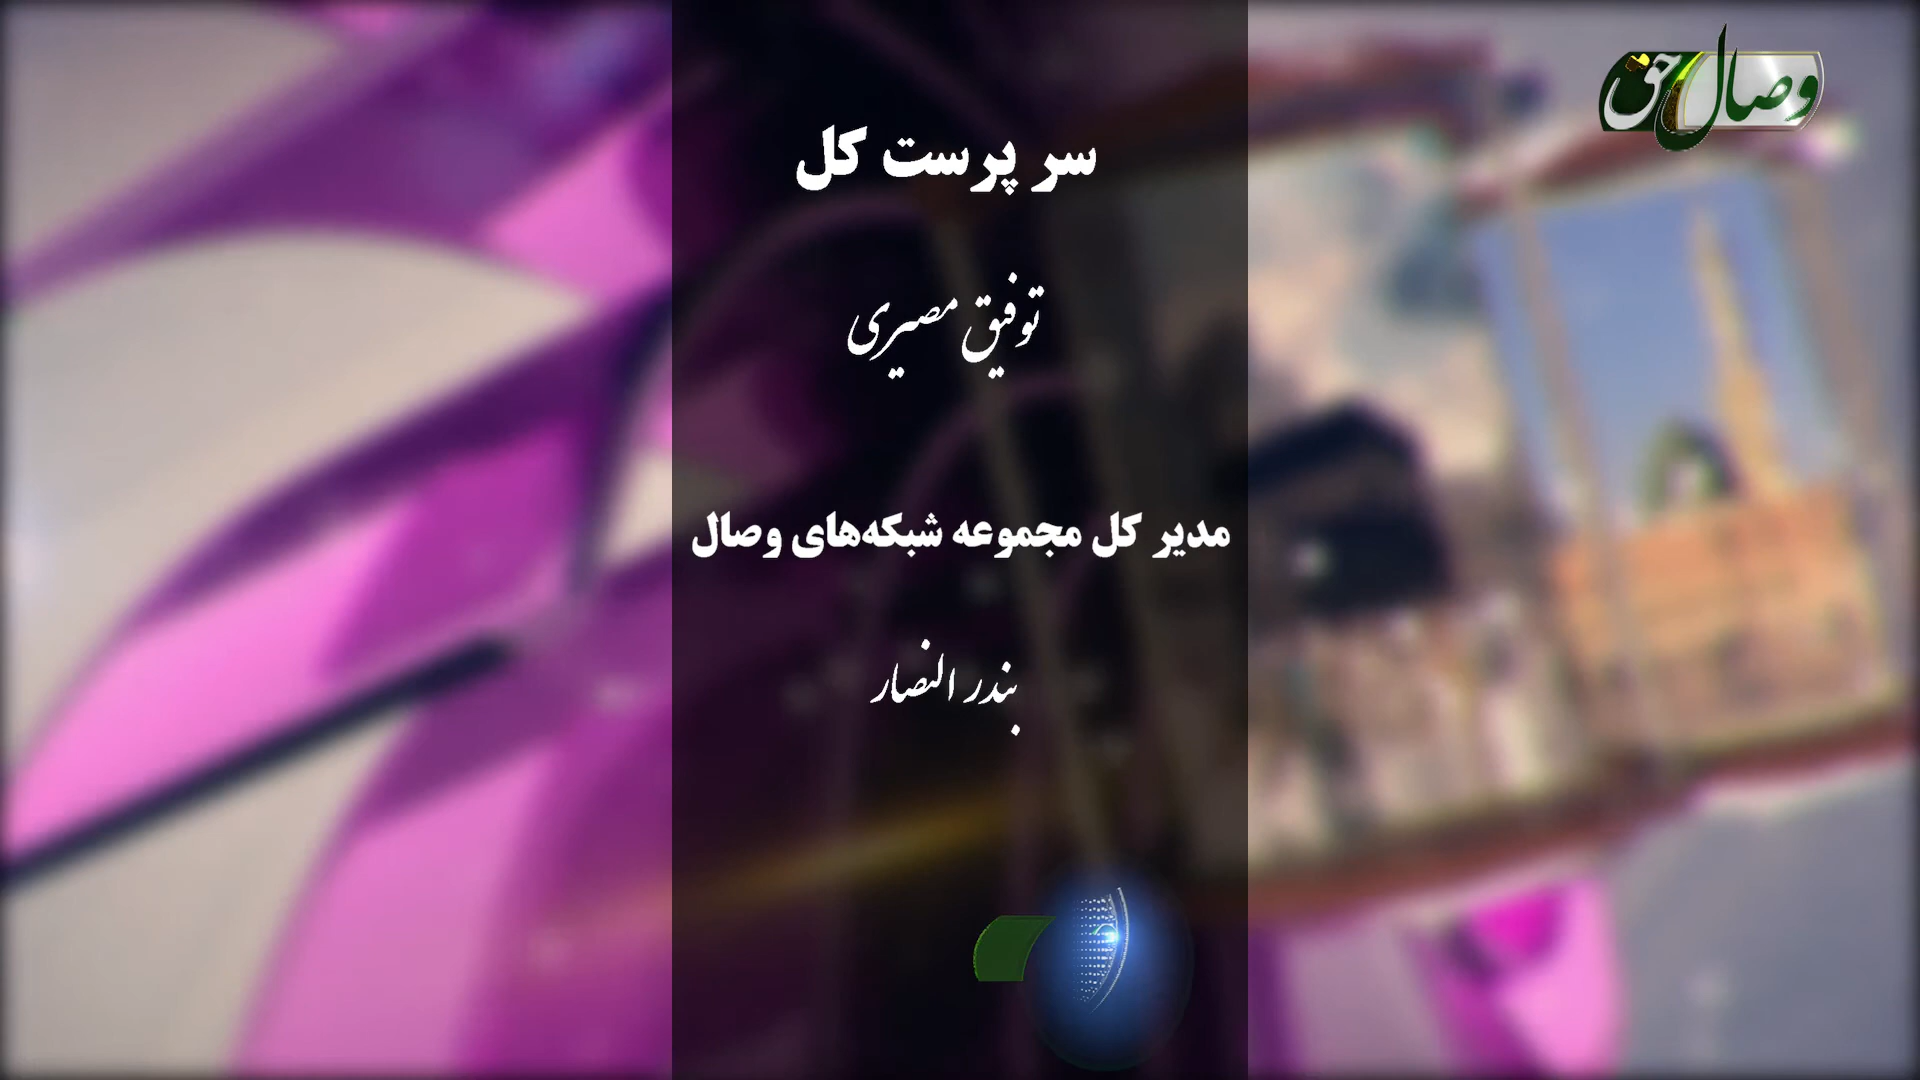 وصال حق
سر پرست کل
توفیق مصیری
مدیر کل مجموعه شبکه‌های وصال
بندر النصار